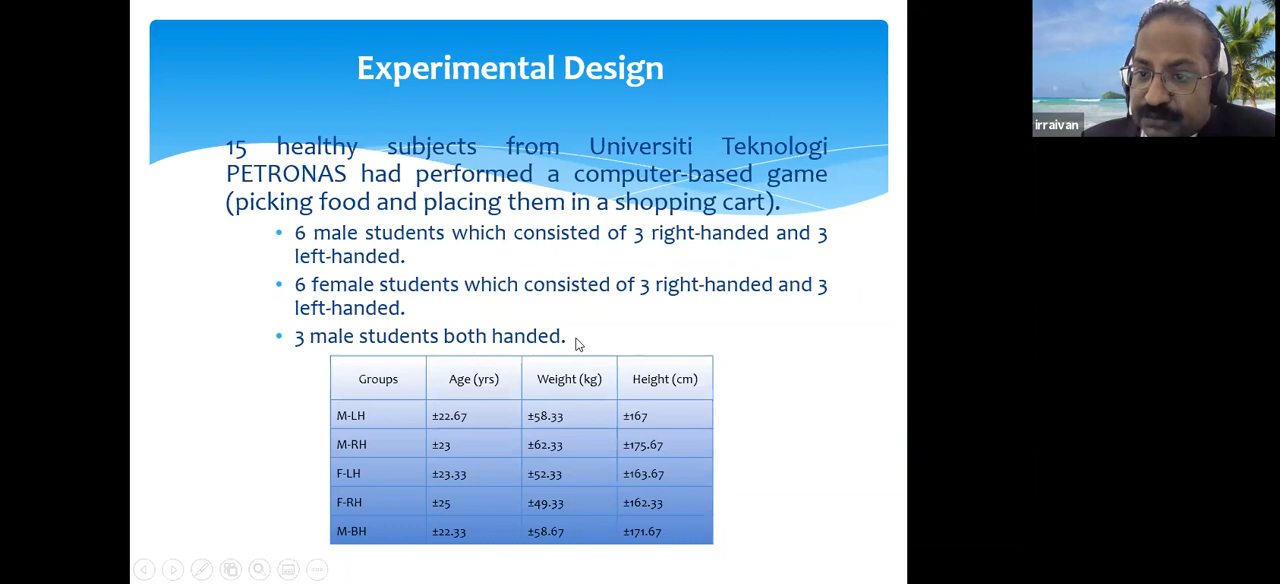 Experimental Design
15 healthy subjects from Universiti Teknologi
PETRONAS had performed a computer-based game
(picking food and placing them in a shopping cart).
• 6 male students which consisted of 3 right-handed and 3
left-handed.
• 6 female students which consisted of 3 right-handed and 3
left-handed.
• 3 male students both handed.
Groups Age (yrs) Weight (kg) Height (cm)
M-LH ±22.67 ±58.33 ±167
M-RH ±23 ±62.33 ±175.67
F-LH ±23.33 ±52.33 ±163.67
F-RH ±25 ±49.33 ±162.33
M-BH ±22.33 ±58.67 ±171.67
irraivan